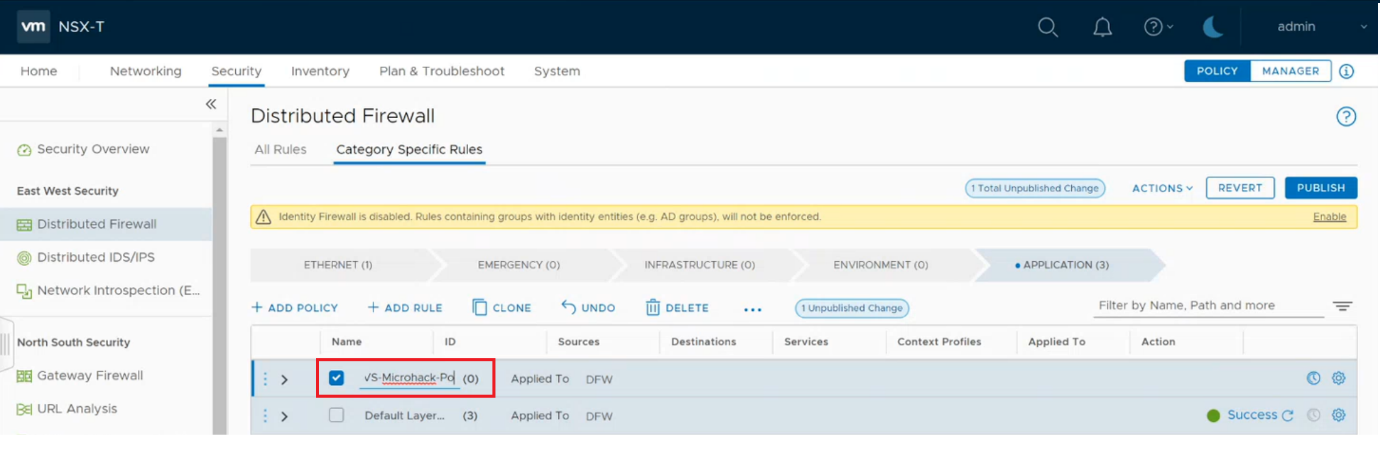 vm NSX-T admin
Home Networking Security Inventory Plan & Troubleshoot System POLICY MANAGER
Distributed Firewall
All Rules Category Specific Rules
Security Overview
East West Security
Distributed Firewall
Distributed IDS/IPS
Network Introspection (E...
North South Security
Gateway Firewall
URL Analysis
1 Total Unpublished Change ACTIONS REVERT PUBLISH
Identity Firewall is disabled. Rules containing groups with identity entities (e.g. AD groups), will not be enforced. Enable
ETHERNET (1) EMERGENCY (0) INFRASTRUCTURE (0) ENVIRONMENT (0) APPLICATION (3)
+ ADD POLICY + ADD RULE CLONE UNDO DELETE ... 1 Unpublished Change Filter by Name, Path and more
Name ID Sources Destinations Services Context Profiles Applied To Action
VS-Microhack-Po (0) Applied To DFW
Default Layer... (3) Applied To DFW Success